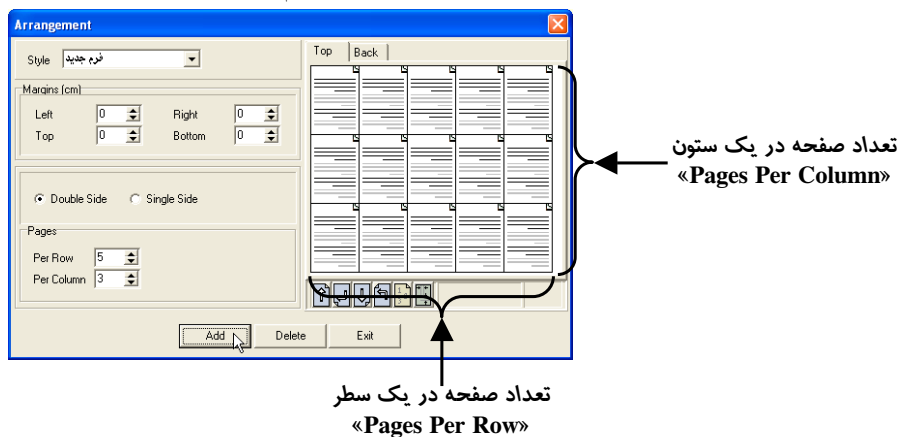 Arrangement
Style فرم جدید
Top Back
Margins (cm)
Left 0 Right 0
Top 0 Bottom 0
Double Side Single Side
Pages
Per Row 5
Per Column 3
Add Delete Exit
تعداد صفحه در یک ستون
«Pages Per Column»
تعداد صفحه در یک سطر
«Pages Per Row»